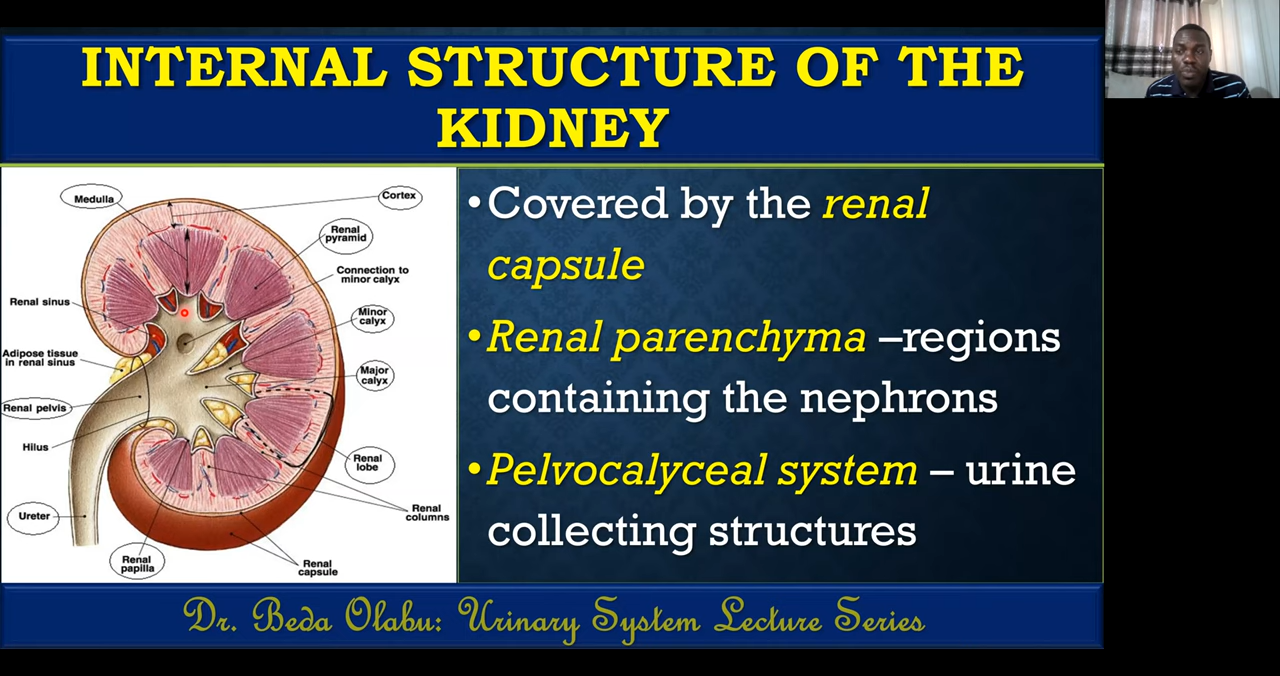 INTERNAL STRUCTURE OF THE
KIDNEY
Medulla
Cortex
Renal
pyramid
Connection to
minor calyx
Renal sinus
Minor
calyx
Adipose tissue
in renal sinus
Major
calyx
Renal pelvis
Hilus
Renal
lobe
Ureter
Renal
columns
Renal
papilla
Renal
capsule
•Covered by the renal
capsule
•Renal parenchyma –regions
containing the nephrons
•Pelvocalyceal system – urine
collecting structures
Dr. Beda Olabu: Urinary System Lecture Series